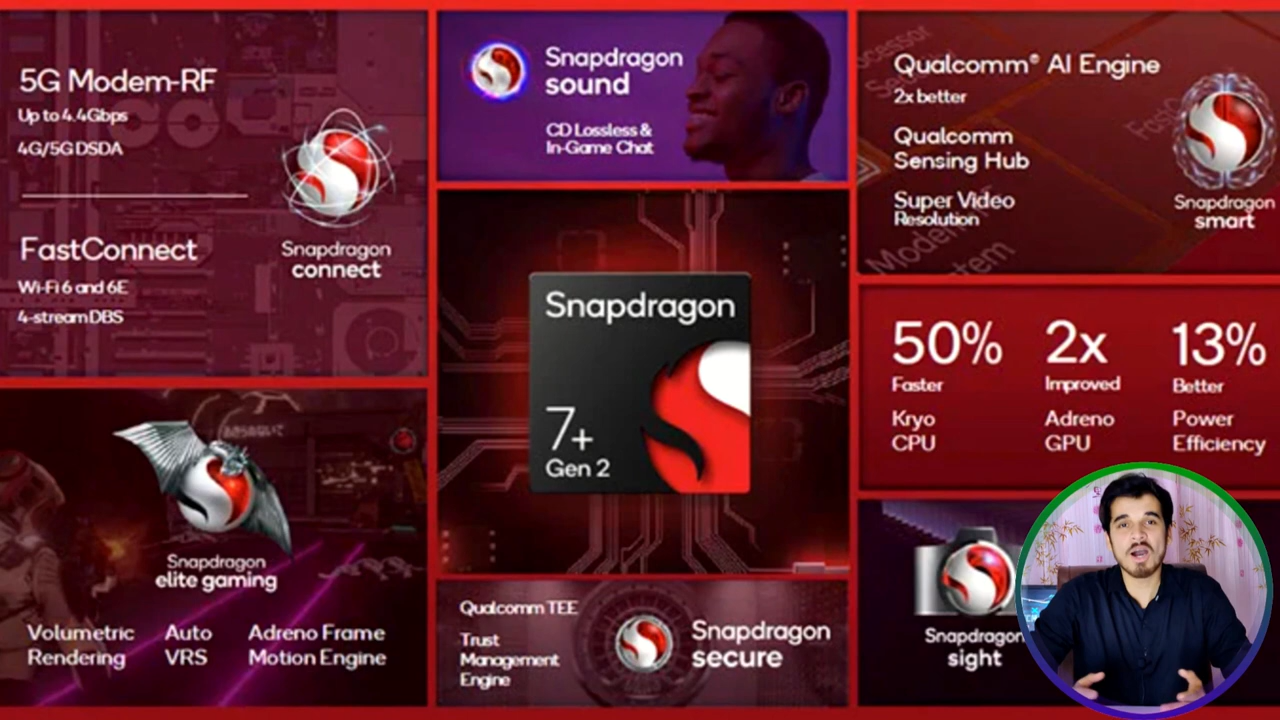 5G Modem-RF
Up to 4.4Gbps
4G/5G DSDA
FastConnect
Wi-Fi 6 and 6E
4-stream DBS
Snapdragon
connect
Snapdragon
sound
CD Lossless &
In-Game Chat
Qualcomm® AI Engine
2x better
Qualcomm
Sensing Hub
Super Video
Resolution
Snapdragon
smart
Snapdragon
7+
Gen 2
50%
Faster
Kryo
CPU
2x
Improved
Adreno
GPU
13%
Better
Power
Efficiency
Snapdragon
elite gaming
Volumetric
Rendering
Auto
VRS
Adreno Frame
Motion Engine
Qualcomm TEE
Trust
Management
Engine
Snapdragon
secure
Snapdragon
sight